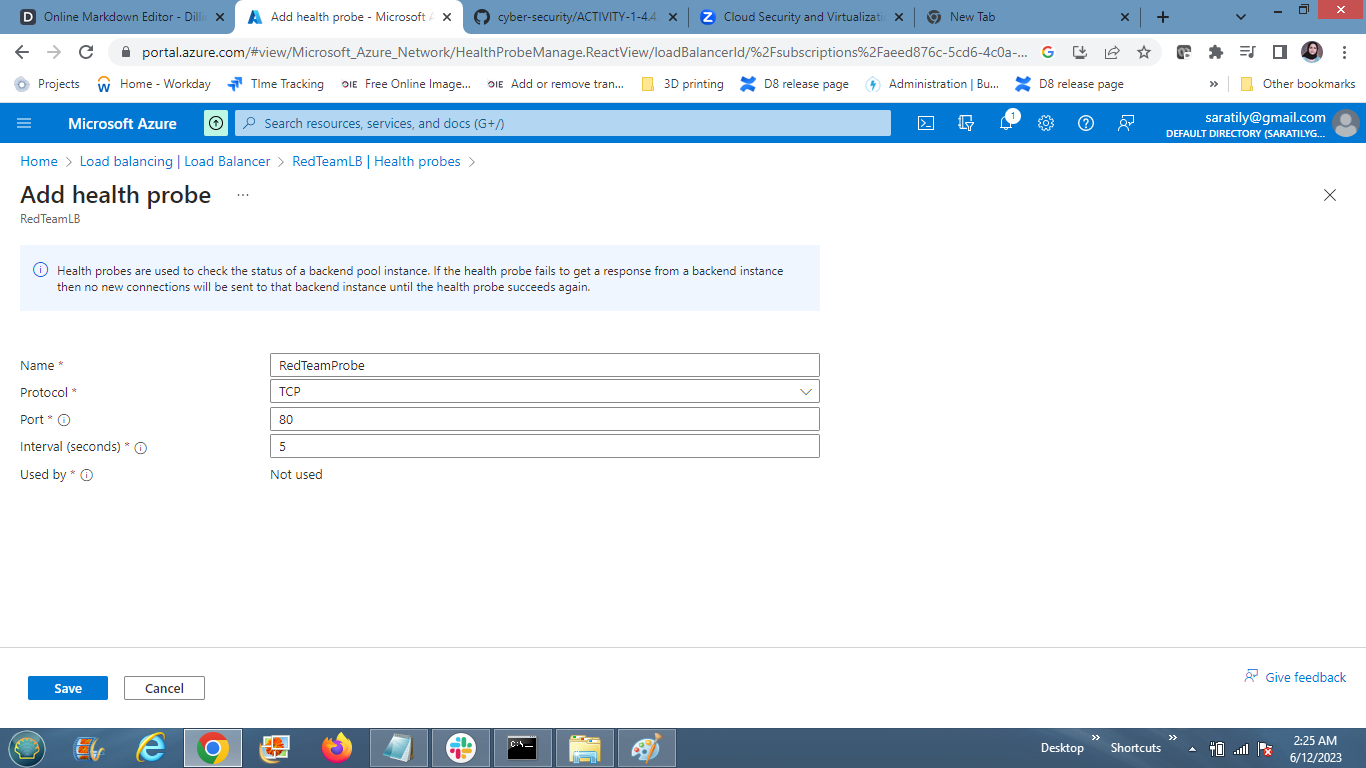 Online Markdown Editor - Dilli
Add health probe - Microsoft A
cyber-security/ACTIVITY-1-4.4
Cloud Security and Virtualizati
New Tab
portal.azure.com/#view/Microsoft_Azure_Network/HealthProbeManage.ReactView/loadBalancerId/%2Fsubscriptions%2Faeed876c-5cd6-4c0a-...
Projects
Home - Workday
TIme Tracking
OIE Free Online Image...
OIE Add or remove tran...
3D printing
D8 release page
Administration | Bu...
D8 release page
»
Other bookmarks
Microsoft Azure
Search resources, services, and docs (G+/)
1
saratily@gmail.com
DEFAULT DIRECTORY (SARATILYG...
Home > Load balancing | Load Balancer > RedTeamLB | Health probes >
Add health probe ...
RedTeamLB
Health probes are used to check the status of a backend pool instance. If the health probe fails to get a response from a backend instance
then no new connections will be sent to that backend instance until the health probe succeeds again.
Name * RedTeamProbe
Protocol * TCP
Port * 80
Interval (seconds) * 5
Used by * Not used
Save
Cancel
Give feedback
Desktop »
Shortcuts »
2:25 AM
6/12/2023